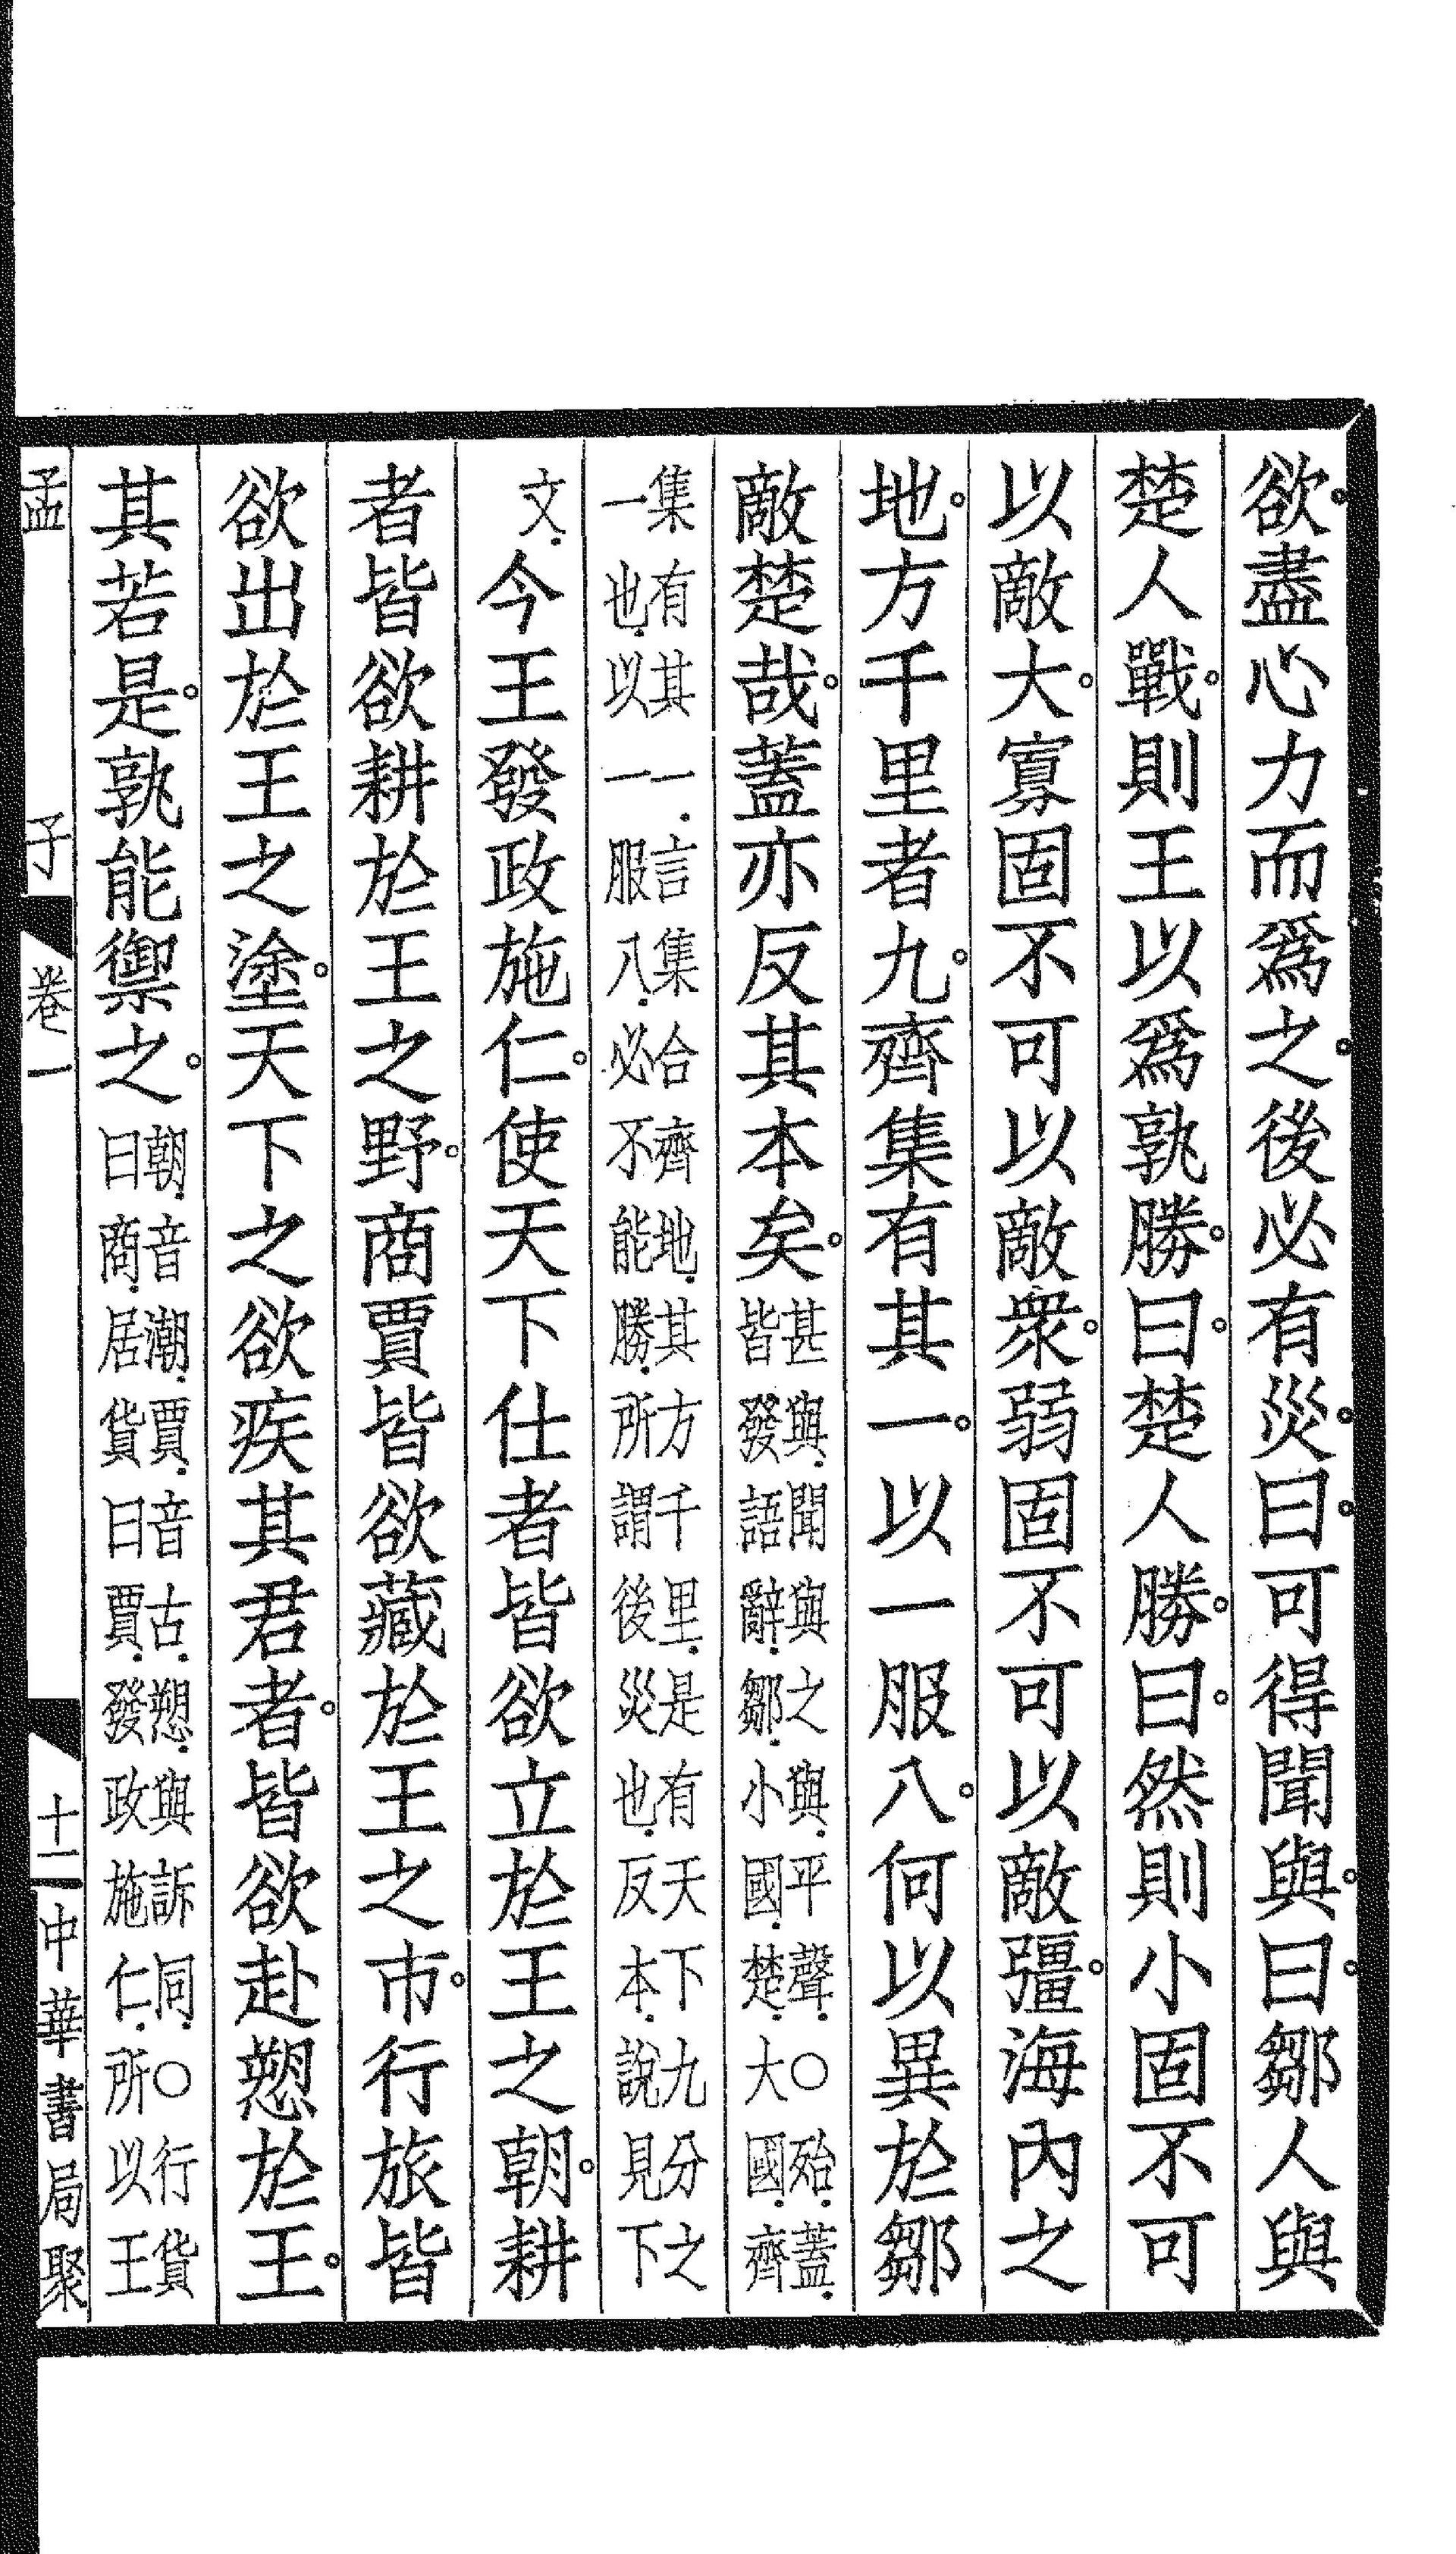 欲。盡心力而爲之。後必有災。曰。可得聞與。曰。鄒人與
楚人戰。則王以爲孰勝。曰。楚人勝。曰。然則小固不可
以敵大。寡固不可以敵衆。弱固不可以敵彊。海內之
地。方千里者九。齊集有其一。以一服八。何以異於鄒
敵楚哉。蓋亦反其本矣。甚與。聞與之與。平聲。○殆。蓋。
皆發語辭。鄒。小國。楚。大國。齊
集有其一。言集合齊地。其方千里。是有天下九分之
一也。以一服八。必不能勝。所謂後災也。反本。說見下
文。今王發政施仁。使天下仕者皆欲立於王之朝。耕
者皆欲耕於王之野。商賈皆欲藏於王之市。行旅皆
欲出於王之塗。天下之欲疾其君者。皆欲赴愬於王。
其若是。孰能禦之。朝。音潮。賈。音古。愬。與訴同。○行貨
曰商。居貨曰賈。發政施仁。所以王
孟子
卷一
十二
中華書局聚